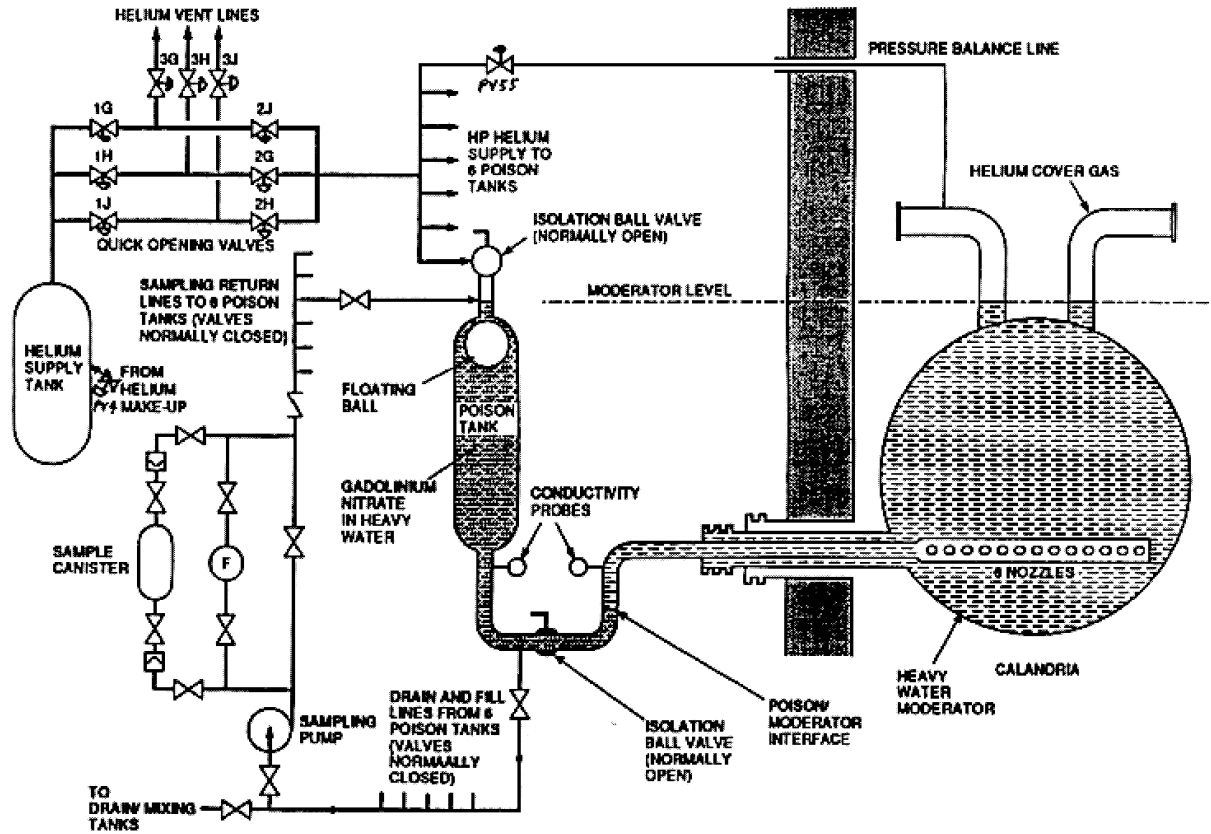 HELIUM VENT LINES
3G 3H 3J
1G
2J
1H
2G
1J
2H
QUICK OPENING VALVES
PV55
PRESSURE BALANCE LINE
HP HELIUM
SUPPLY TO
6 POISON
TANKS
HELIUM COVER GAS
ISOLATION BALL VALVE
(NORMALLY OPEN)
SAMPLING RETURN
LINES TO 6 POISON
TANKS (VALVES
NORMALLY CLOSED)
MODERATOR LEVEL
HELIUM
SUPPLY
TANK
FROM
HELIUM
MAKE-UP
PV4
FLOATING
BALL
POISON
TANK
GADOLINIUM
NITRATE
IN HEAVY
WATER
CONDUCTIVITY
PROBES
SAMPLE
CANISTER
F
6 NOZZLES
CALANDRIA
HEAVY
WATER
MODERATOR
SAMPLING
PUMP
DRAIN AND FILL
LINES FROM 6
POISON TANKS
(VALVES
NORMAALLY
CLOSED)
ISOLATION
BALL VALVE
(NORMALLY
OPEN)
POISON/
MODERATOR
INTERFACE
TO
DRAIN/ MIXING
TANKS